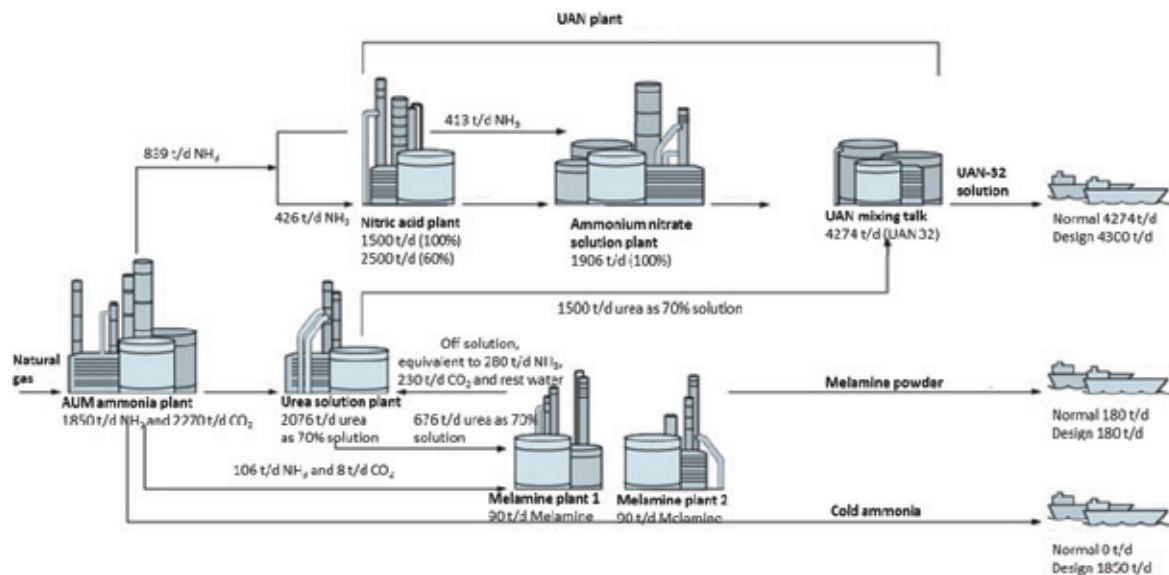 UAN plant
839 t/d NH₃
413 t/d NH₃
426 t/d NH₃
Nitric acid plant
1500 t/d (100%)
2500 t/d (60%)
Ammonium nitrate
solution plant
1906 t/d (100%)
UAN mixing talk
4274 t/d (UAN 32)
UAN-32
solution
Normal 4274 t/d
Design 4300 t/d
1500 t/d urea as 70% solution
Natural
gas
AUM ammonia plant
1850 t/d NH₃ and 2270 t/d CO₂
Urea solution plant
2076 t/d urea
as 70% solution
Off solution,
equivalent to 280 t/d NH₃,
230 t/d CO₂ and rest water
676 t/d urea as 70%
solution
106 t/d NH₃ and 8 t/d CO₂
Melamine plant 1
90 t/d Melamine
Melamine plant 2
90 t/d Melamine
Melamine powder
Normal 180 t/d
Design 180 t/d
Cold ammonia
Normal 0 t/d
Design 1850 t/d